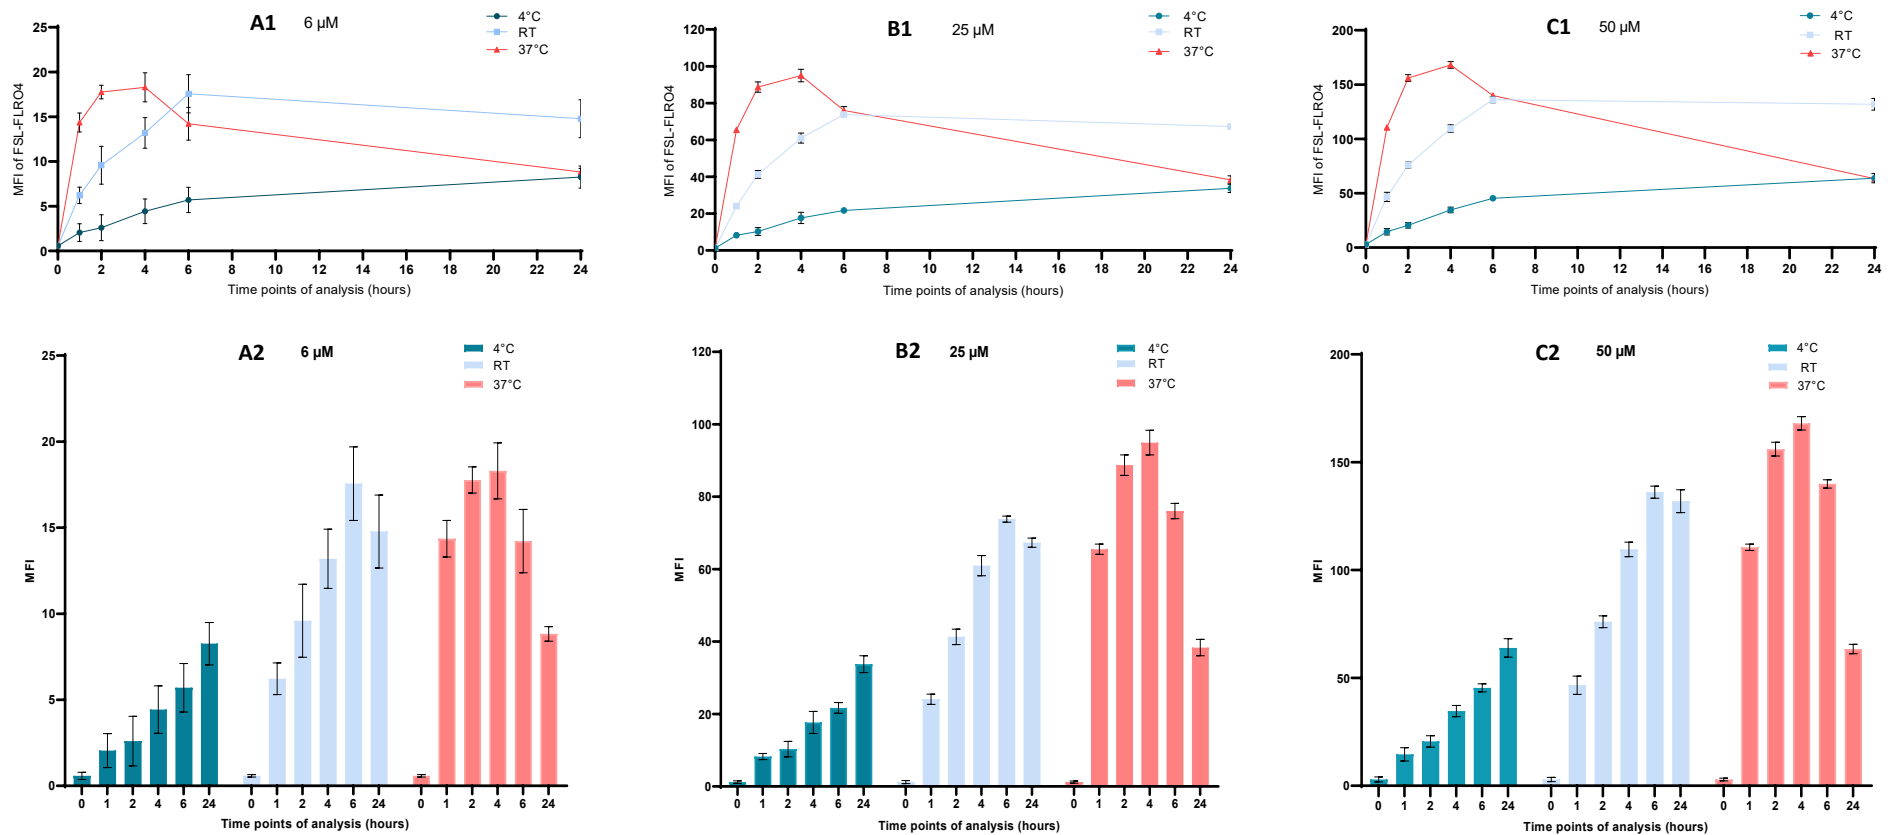 A1 6 µM
4°C
RT
37°C
25
20
15
10
5
0
MFI of FSL-FLRO4
0 2 4 6 8 10 12 14 16 18 20 22 24
Time points of analysis (hours)
B1 25 µM
4°C
RT
37°C
120
100
80
60
40
20
0
MFI of FSL-FLRO4
0 2 4 6 8 10 12 14 16 18 20 22 24
Time points of analysis (hours)
C1 50 µM
4°C
RT
37°C
200
150
100
50
0
MFI of FSL-FLRO4
0 2 4 6 8 10 12 14 16 18 20 22 24
Time points of analysis (hours)
A2 6 µM
4°C
RT
37°C
25
20
15
10
5
0
MFI
0 1 2 4 6 24 0 1 2 4 6 24 0 1 2 4 6 24
Time points of analysis (hours)
B2 25 µM
4°C
RT
37°C
120
100
80
60
40
20
0
MFI
0 1 2 4 6 24 0 1 2 4 6 24 0 1 2 4 6 24
Time points of analysis (hours)
C2 50 µM
4°C
RT
37°C
200
150
100
50
0
MFI
0 1 2 4 6 24 0 1 2 4 6 24 0 1 2 4 6 24
Time points of analysis (hours)